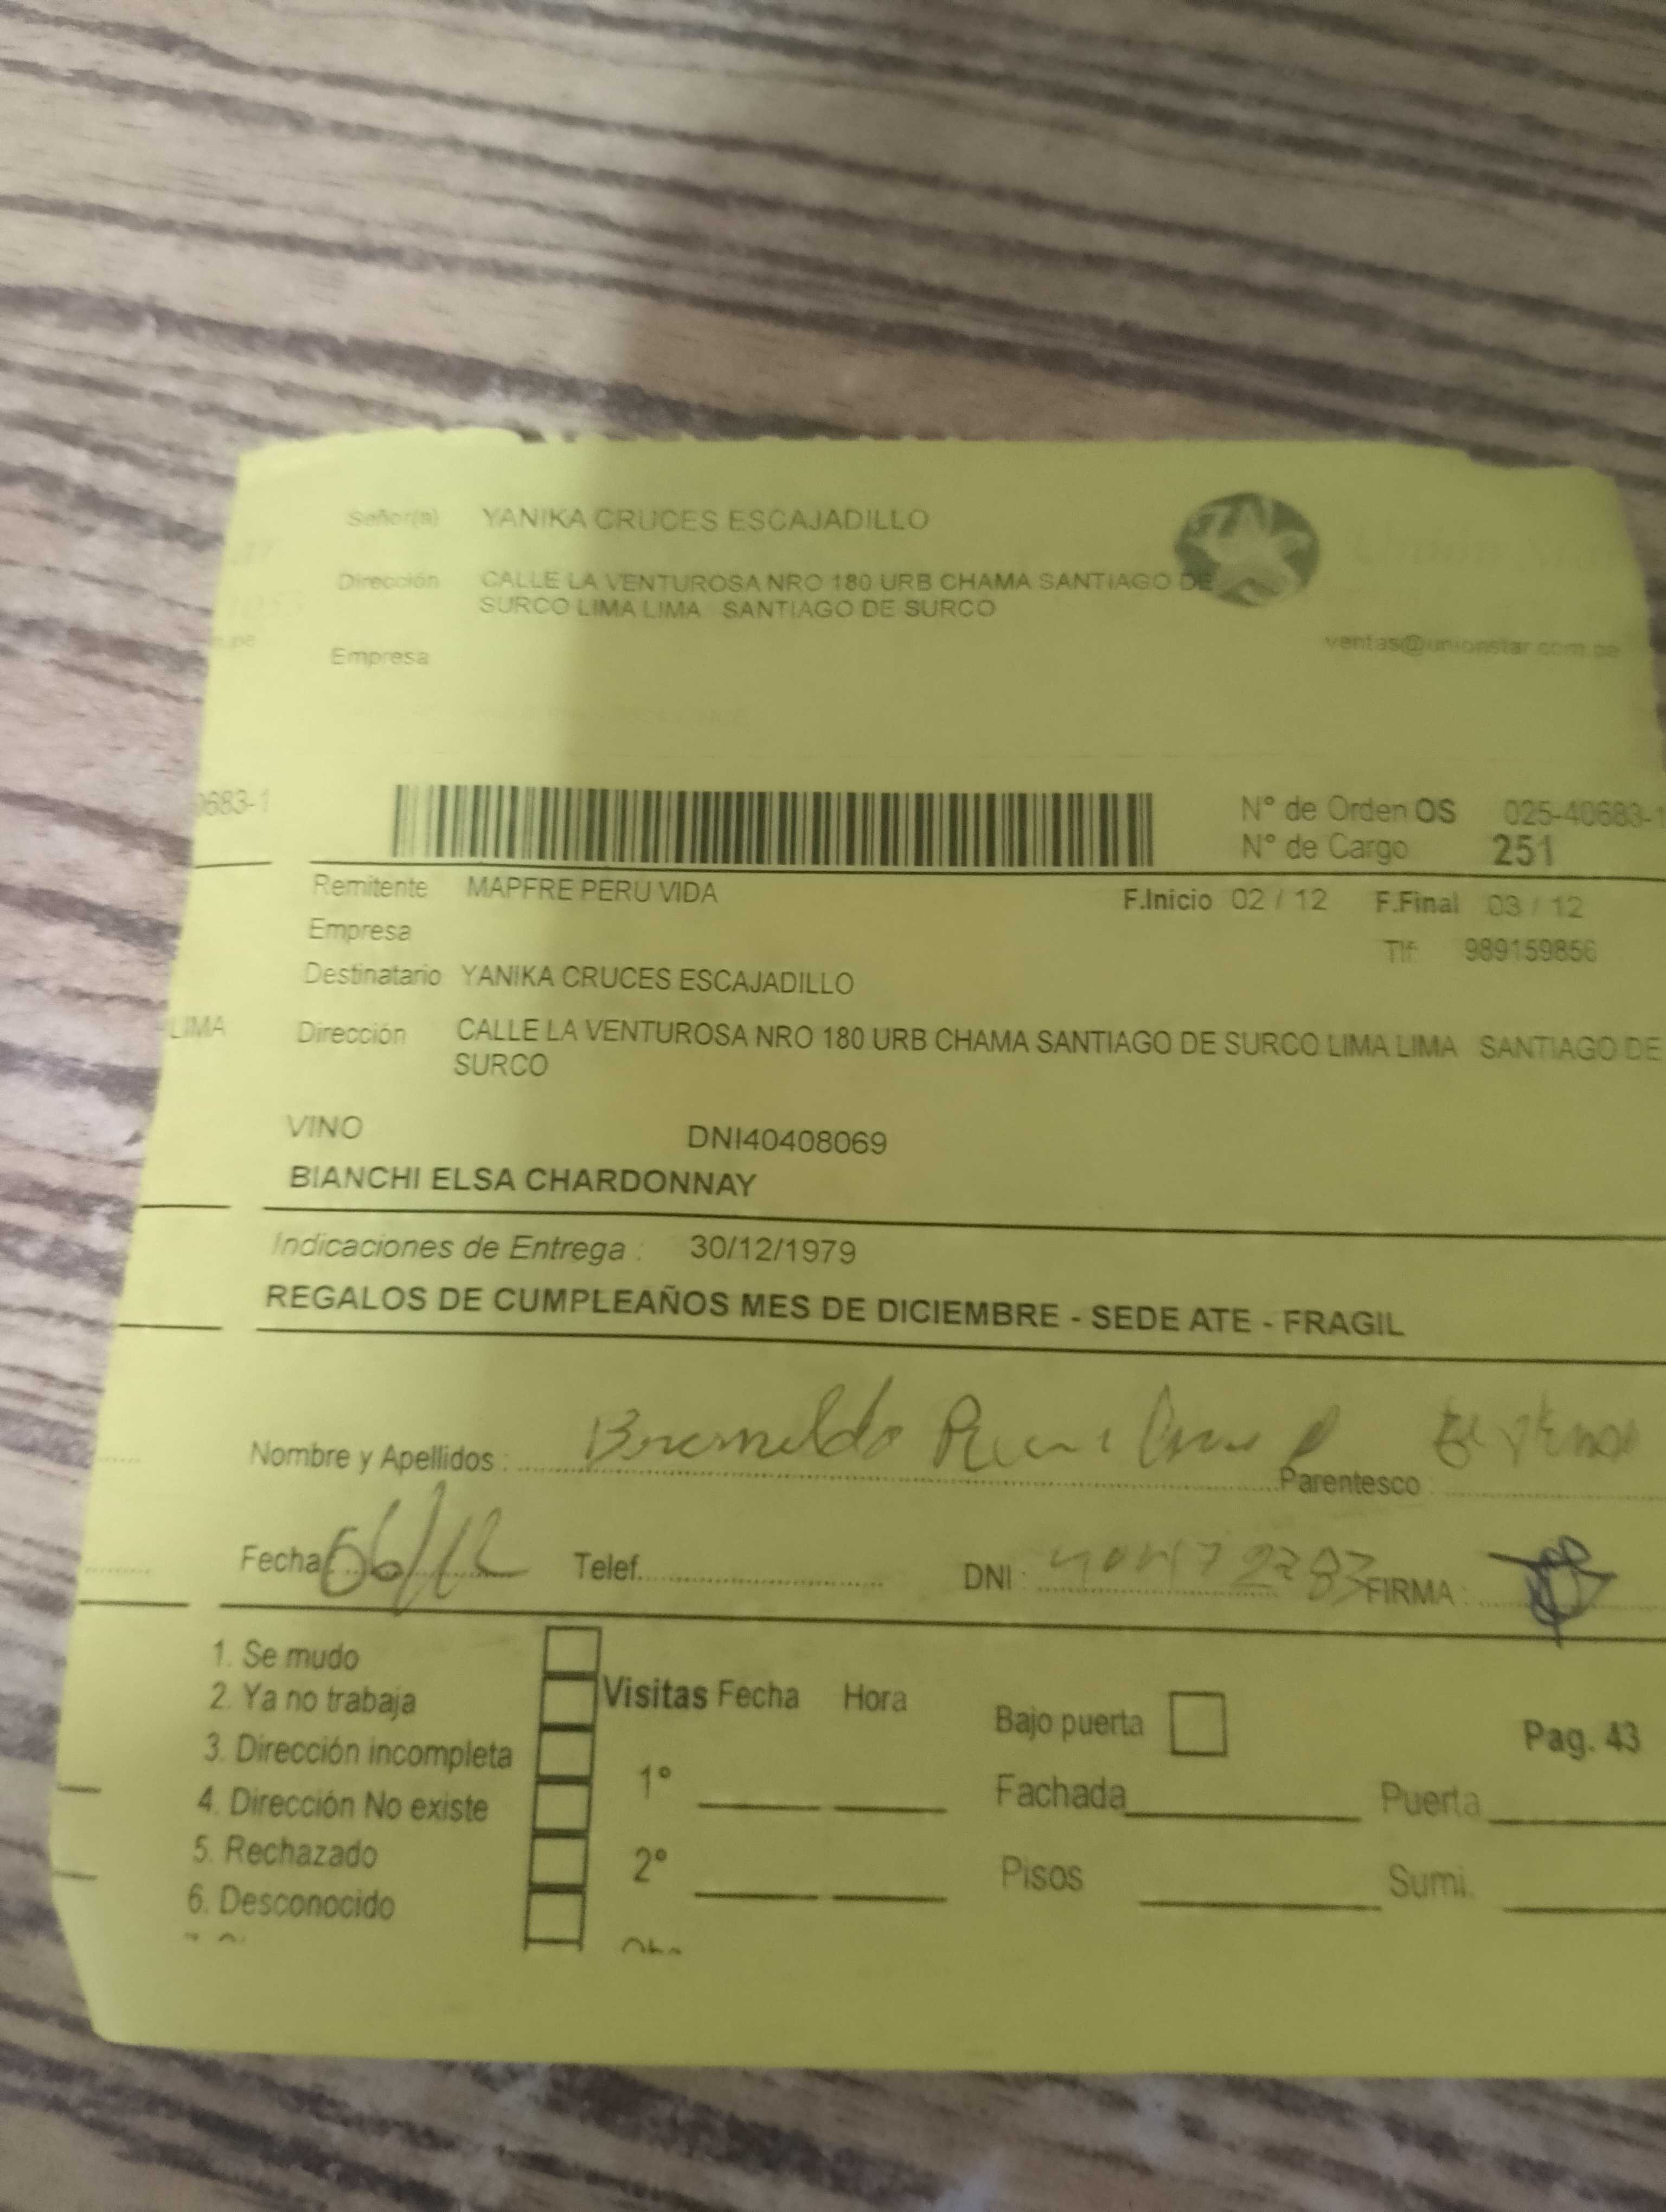 Señor(a) YANIKA CRUCES ESCAJADILLO
Dirección CALLE LA VENTUROSA NRO 180 URB CHAMA SANTIAGO DE
SURCO LIMA LIMA SANTIAGO DE SURCO
ventas@unionstar.com.pe
Empresa
0683-1
N° de Orden OS 025-40683-1
N° de Cargo 251
Remitente MAPFRE PERU VIDA F.Inicio 02 / 12 F.Final 03 / 12
Empresa Tlf: 989159856
Destinatario YANIKA CRUCES ESCAJADILLO
LIMA Dirección CALLE LA VENTUROSA NRO 180 URB CHAMA SANTIAGO DE SURCO LIMA LIMA SANTIAGO DE
SURCO
VINO DNI40408069
BIANCHI ELSA CHARDONNAY
Indicaciones de Entrega : 30/12/1979
REGALOS DE CUMPLEAÑOS MES DE DICIEMBRE - SEDE ATE - FRAGIL
Nombre y Apellidos : Parentesco :
Fecha 06/12 Telef. DNI : FIRMA :
1. Se mudo
2. Ya no trabaja Visitas Fecha Hora Bajo puerta Pag. 43
3. Dirección incompleta
4. Dirección No existe 1° Fachada Puerta
5. Rechazado 2° Pisos Sumi.
6. Desconocido